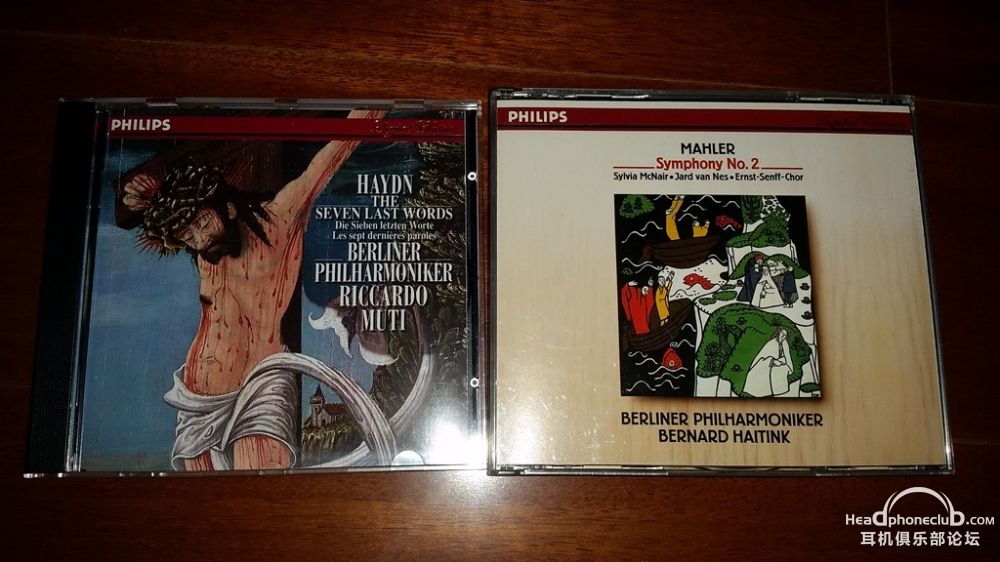 PHILIPS
HAYDN
THE
SEVEN LAST WORDS
Die Sieben letzten Worte
Les sept dernières paroles
BERLINER
PHILHARMONIKER
RICCARDO
MUTI
PHILIPS
MAHLER
Symphony No. 2
Sylvia McNair • Jard van Nes • Ernst-Senff-Chor
BERLINER PHILHARMONIKER
BERNARD HAITINK
Headphoneclub.com
耳机俱乐部论坛